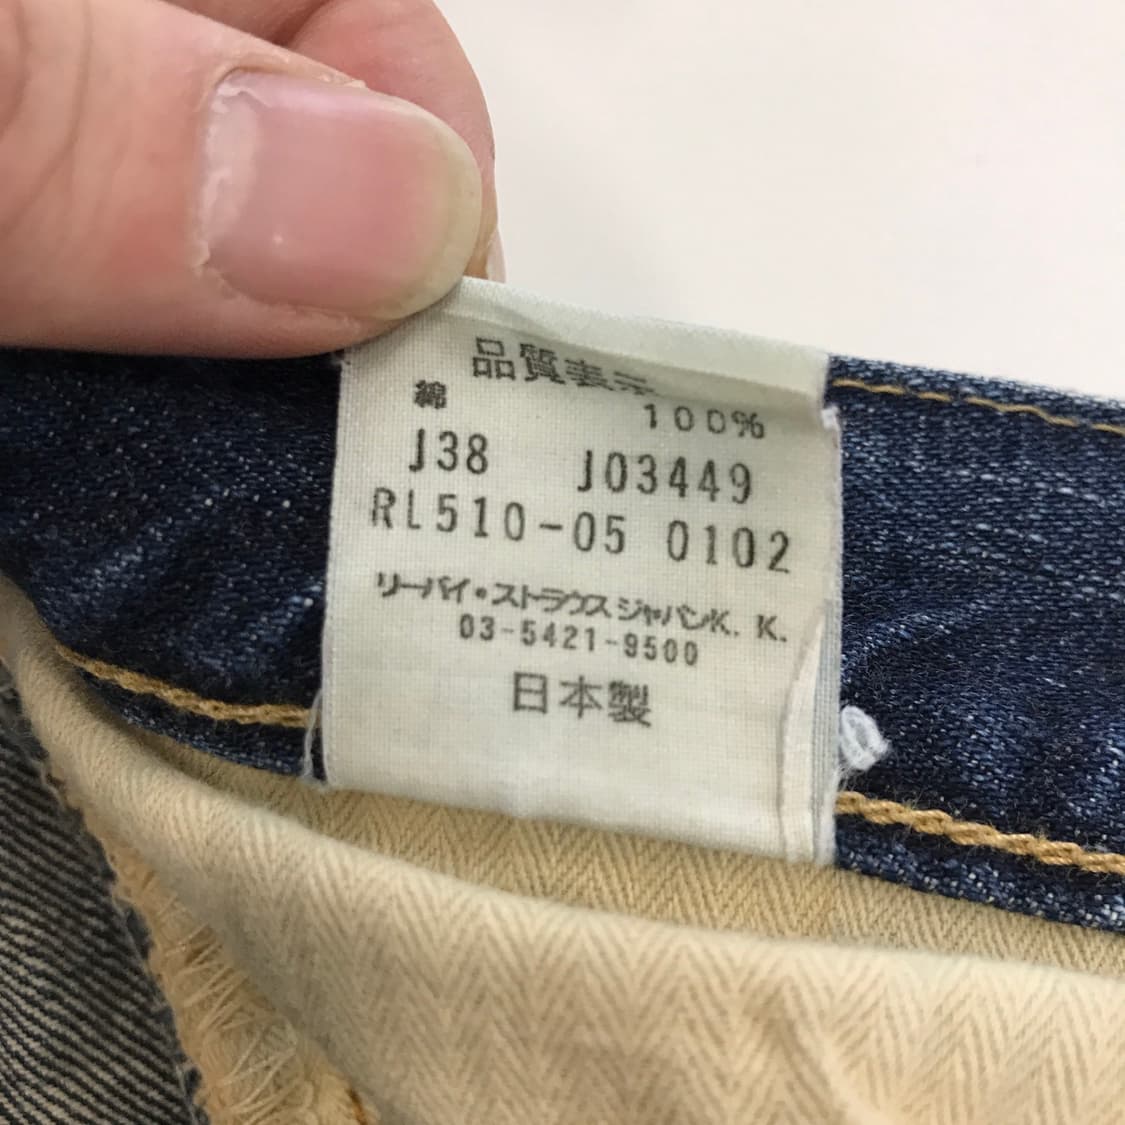 品質表示
綿 100%
J38 J03449
RL510-05 0102
リーバイ・ストラウス ジャパンK.K.
03-5421-9500
日本製